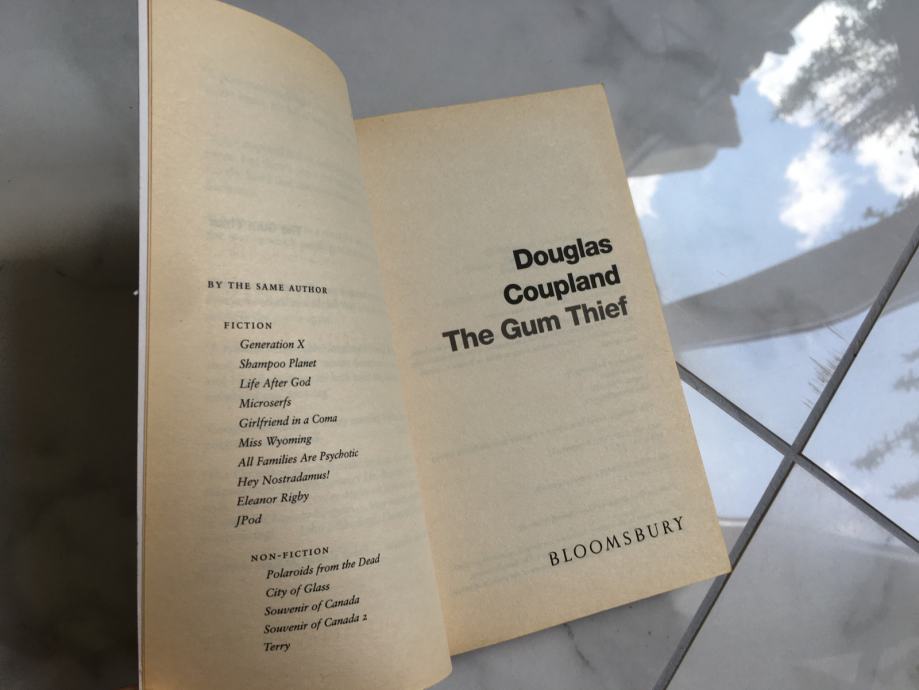 BY THE SAME AUTHOR
FICTION
Generation X
Shampoo Planet
Life After God
Microserfs
Girlfriend in a Coma
Miss Wyoming
All Families Are Psychotic
Hey Nostradamus!
Eleanor Rigby
JPod
NON-FICTION
Polaroids from the Dead
City of Glass
Souvenir of Canada
Souvenir of Canada 2
Terry
Douglas
Coupland
The Gum Thief
BLOOMSBURY